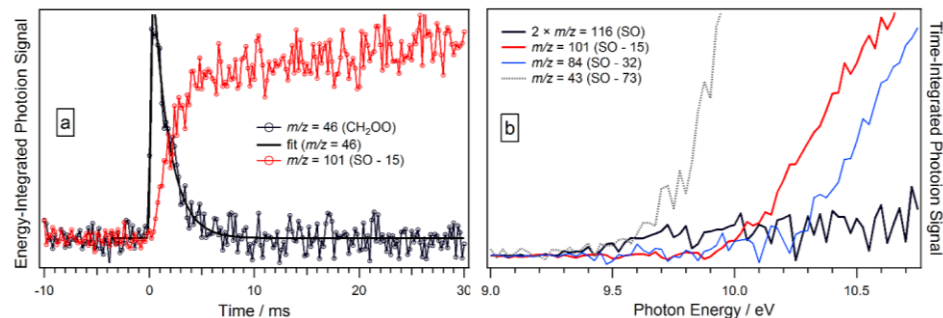 Energy-Integrated Photoion Signal
a
m/z = 46 (CH2OO)
fit (m/z = 46)
m/z = 101 (SO - 15)
-10
0
10
20
30
Time / ms
b
2 × m/z = 116 (SO)
m/z = 101 (SO - 15)
m/z = 84 (SO - 32)
m/z = 43 (SO - 73)
9.0
9.5
10.0
10.5
Photon Energy / eV
Time-Integrated Photoion Signal